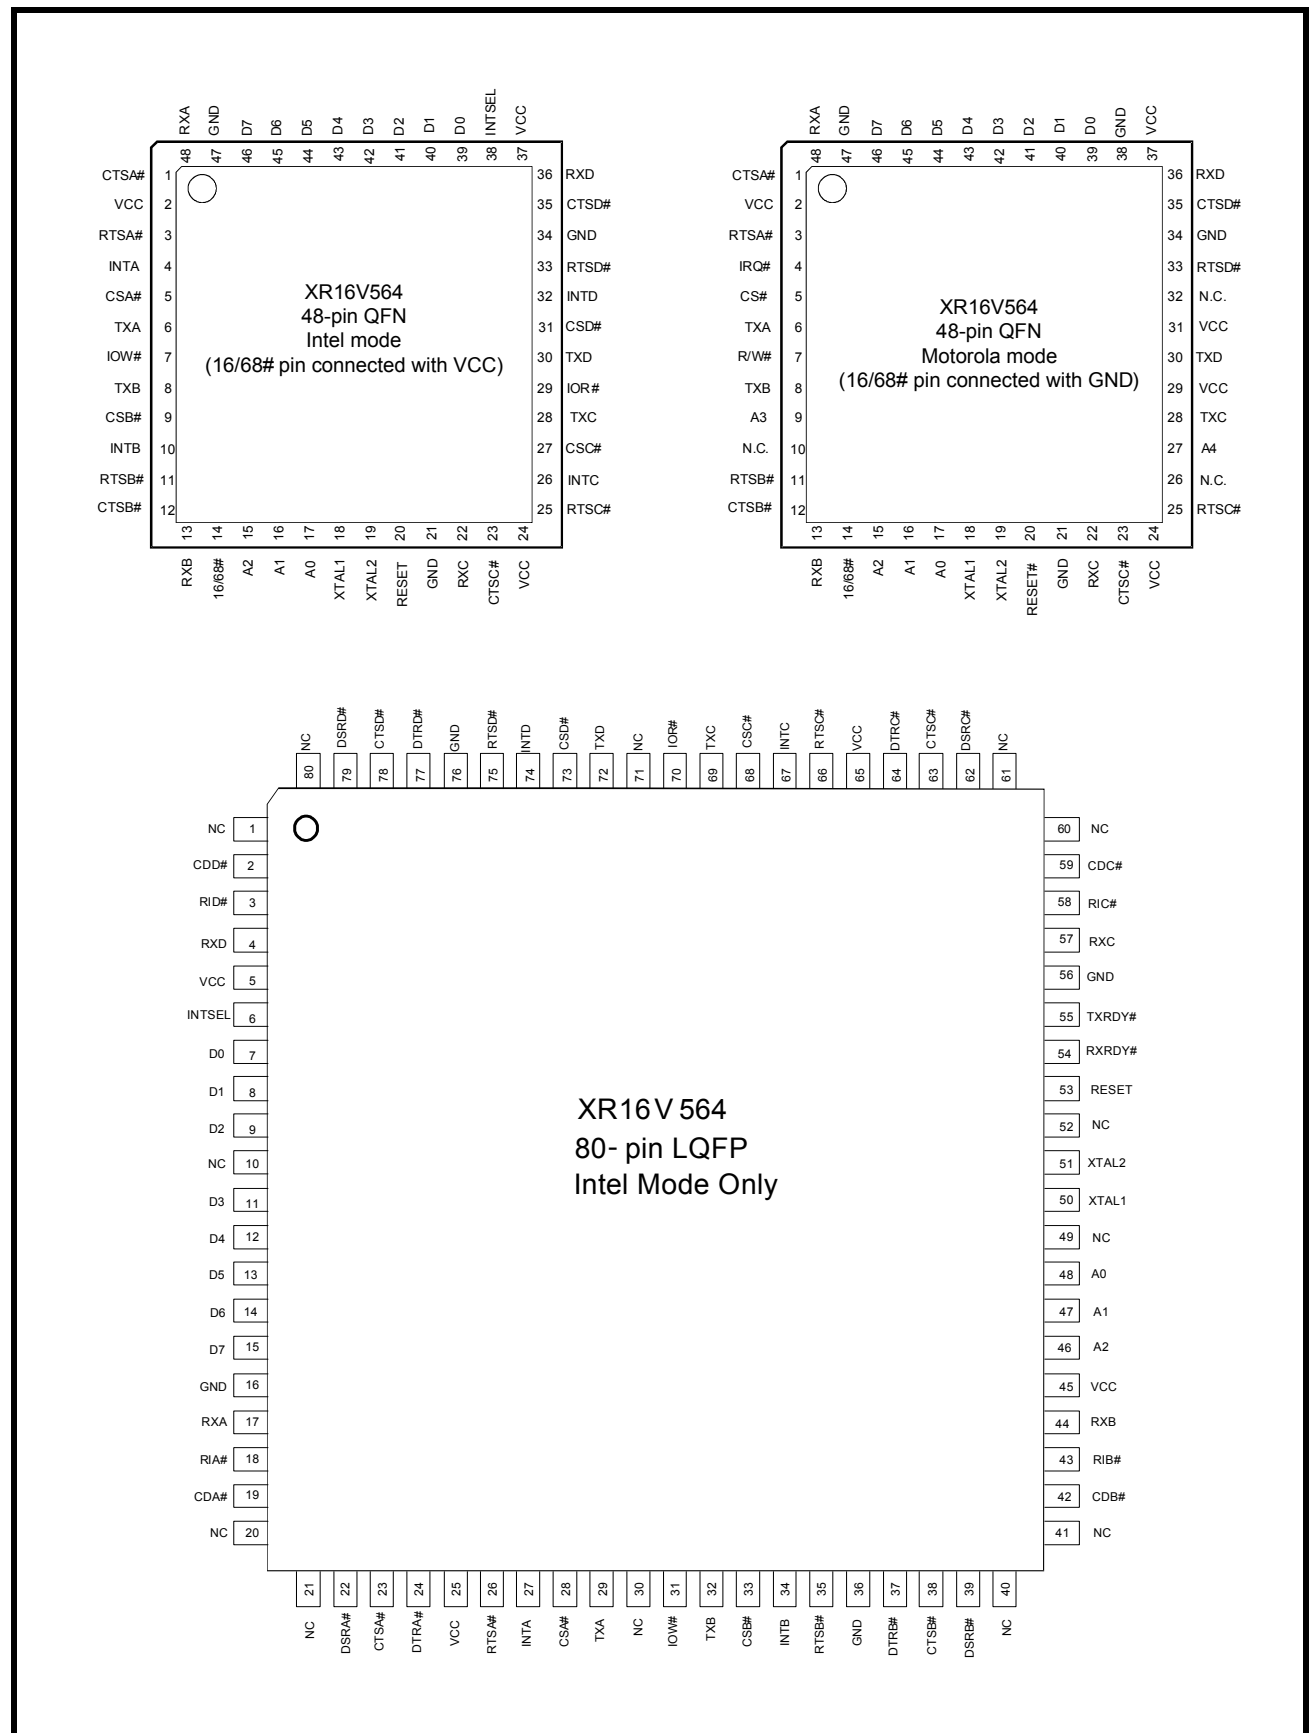 RXA GND D7 D6 D5 D4 D3 D2 D1 D0 INTSEL VCC
48 47 46 45 44 43 42 41 40 39 38 37
CTSA# 1 36 RXD
VCC 2 35 CTSD#
RTSA# 3 34 GND
INTA 4 33 RTSD#
CSA# 5 32 INTD
TXA 6 31 CSD#
IOW# 7 30 TXD
TXB 8 29 IOR#
CSB# 9 28 TXC
INTB 10 27 CSC#
RTSB# 11 26 INTC
CTSB# 12 25 RTSC#
XR16V564
48-pin QFN
Intel mode
(16/68# pin connected with VCC)
13 14 15 16 17 18 19 20 21 22 23 24
RXB 16/68# A2 A1 A0 XTAL1 XTAL2 RESET GND RXC CTSC# VCC
RXA GND D7 D6 D5 D4 D3 D2 D1 D0 GND VCC
48 47 46 45 44 43 42 41 40 39 38 37
CTSA# 1 36 RXD
VCC 2 35 CTSD#
RTSA# 3 34 GND
IRQ# 4 33 RTSD#
CS# 5 32 N.C.
TXA 6 31 VCC
R/W# 7 30 TXD
TXB 8 29 VCC
A3 9 28 TXC
N.C. 10 27 A4
RTSB# 11 26 N.C.
CTSB# 12 25 RTSC#
XR16V564
48-pin QFN
Motorola mode
(16/68# pin connected with GND)
13 14 15 16 17 18 19 20 21 22 23 24
RXB 16/68# A2 A1 A0 XTAL1 XTAL2 RESET# GND RXC CTSC# VCC
NC DSRD# CTSD# DTRD# GND RTSD# INTD CSD# TXD NC IOR# TXC CSC# INTC RTSC# VCC DTRC# CTSC# DSRC# NC
80 79 78 77 76 75 74 73 72 71 70 69 68 67 66 65 64 63 62 61
NC 1 60 NC
CDD# 2 59 CDC#
RID# 3 58 RIC#
RXD 4 57 RXC
VCC 5 56 GND
INTSEL 6 55 TXRDY#
D0 7 54 RXRDY#
D1 8 53 RESET
D2 9 52 NC
NC 10 51 XTAL2
D3 11 50 XTAL1
D4 12 49 NC
D5 13 48 A0
D6 14 47 A1
D7 15 46 A2
GND 16 45 VCC
RXA 17 44 RXB
RIA# 18 43 RIB#
CDA# 19 42 CDB#
NC 20 41 NC
XR16V564
80- pin LQFP
Intel Mode Only
21 22 23 24 25 26 27 28 29 30 31 32 33 34 35 36 37 38 39 40
NC DSRA# CTSA# DTRA# VCC RTSA# INTA CSA# TXA NC IOW# TXB CSB# INTB RTSB# GND DTRB# CTSB# DSRB# NC